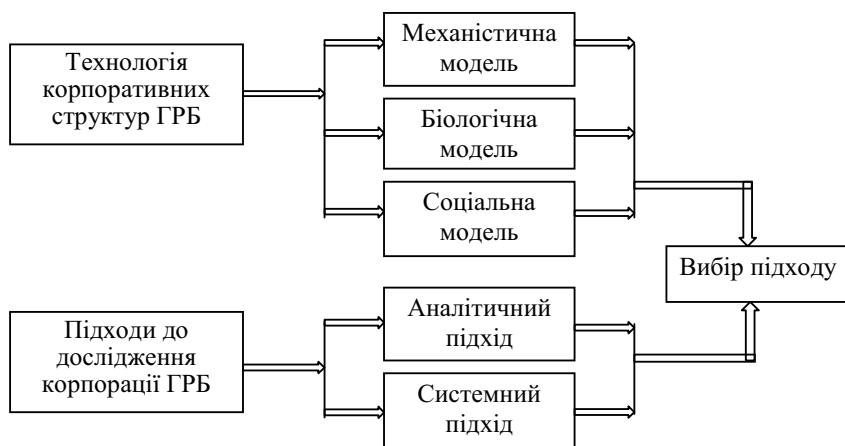 Технологія
корпоративних
структур ГРБ
Механістична
модель
Біологічна
модель
Соціальна
модель
Вибір підходу
Підходи до
дослідження
корпорації ГРБ
Аналітичний
підхід
Системний
підхід